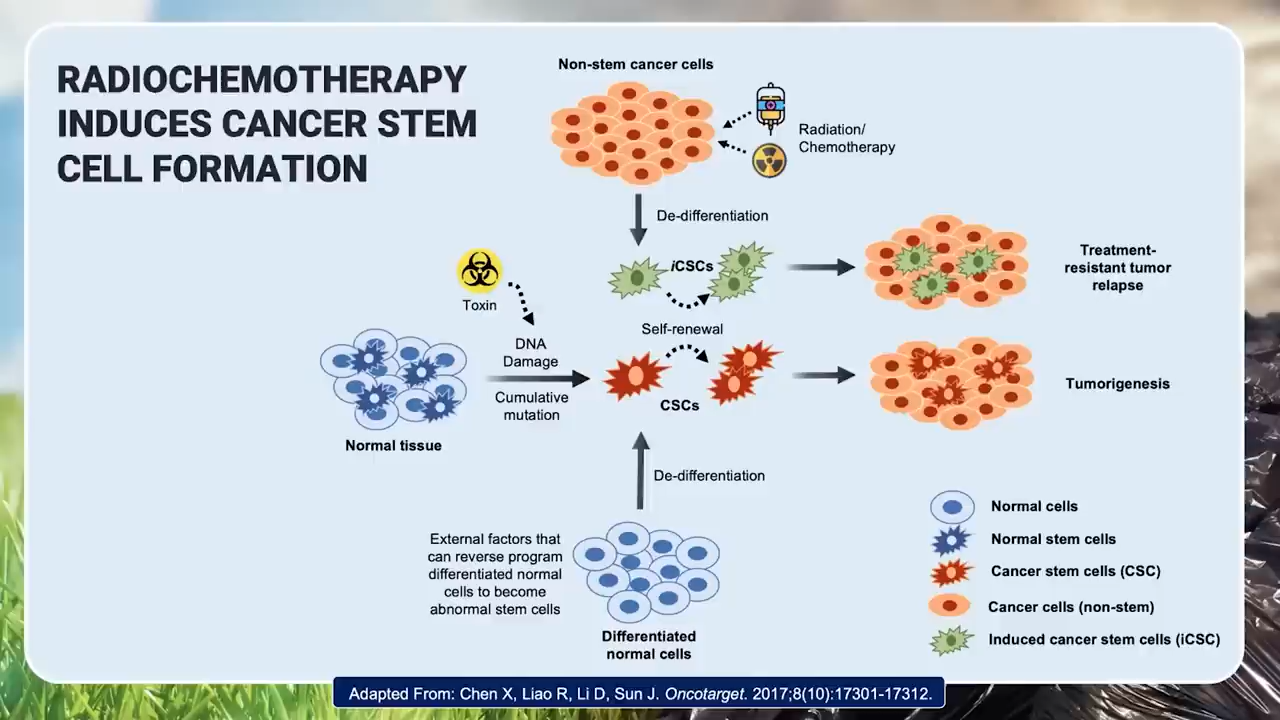 RADIOCHEMOTHERAPY
INDUCES CANCER STEM
CELL FORMATION
Non-stem cancer cells
Radiation/
Chemotherapy
De-differentiation
iCSCs
Treatment-
resistant tumor
relapse
Toxin
Self-renewal
DNA
Damage
Cumulative
mutation
CSCs
Tumorigenesis
Normal tissue
De-differentiation
External factors that
can reverse program
differentiated normal
cells to become
abnormal stem cells
Differentiated
normal cells
Normal cells
Normal stem cells
Cancer stem cells (CSC)
Cancer cells (non-stem)
Induced cancer stem cells (iCSC)
Adapted From: Chen X, Liao R, Li D, Sun J. Oncotarget. 2017;8(10):17301-17312.